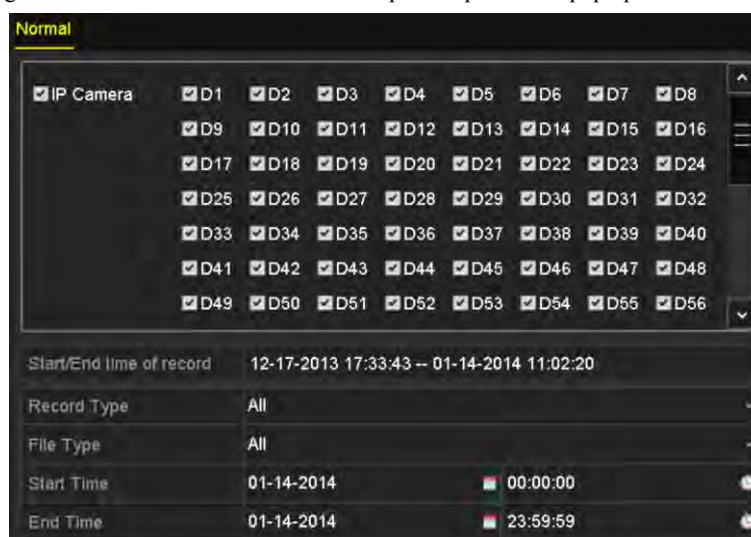 Normal
IP Camera D1 D2 D3 D4 D5 D6 D7 D8
D9 D10 D11 D12 D13 D14 D15 D16
D17 D18 D19 D20 D21 D22 D23 D24
D25 D26 D27 D28 D29 D30 D31 D32
D33 D34 D35 D36 D37 D38 D39 D40
D41 D42 D43 D44 D45 D46 D47 D48
D49 D50 D51 D52 D53 D54 D55 D56
Start/End time of record 12-17-2013 17:33:43 -- 01-14-2014 11:02:20
Record Type All
File Type All
Start Time 01-14-2014 00:00:00
End Time 01-14-2014 23:59:59